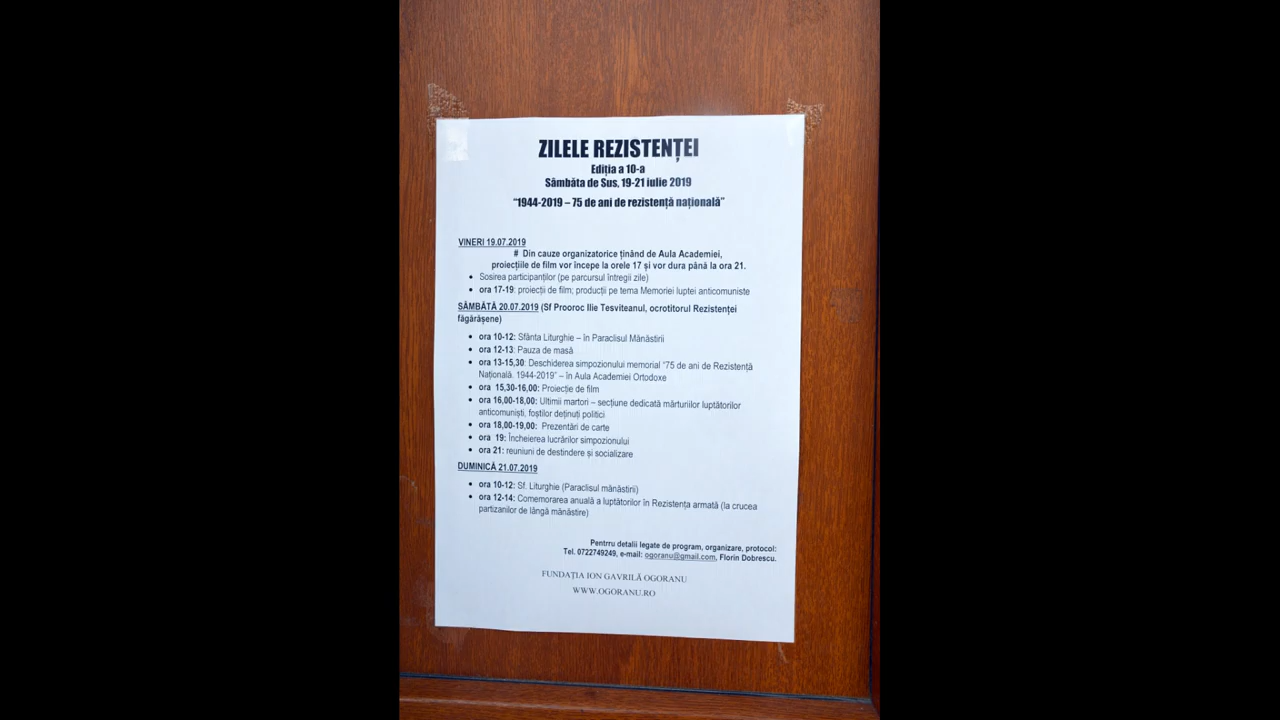 ZILELE REZISTENȚEI
Ediția a 10-a
Sâmbăta de Sus, 19-21 iulie 2019
“1944-2019 – 75 de ani de rezistență națională”
VINERI 19.07.2019
# Din cauze organizatorice ținând de Aula Academiei,
proiecțiile de film vor începe la orele 17 și vor dura până la ora 21.
• Sosirea participanților (pe parcursul întregii zile)
• ora 17-19: proiecții de film; producții pe tema Memoriei luptei anticomuniste
SÂMBĂTĂ 20.07.2019 (Sf Prooroc Ilie Tesviteanul, ocrotitorul Rezistenței
făgărășene)
• ora 10-12: Sfânta Liturghie – în Paraclisul Mănăstirii
• ora 12-13: Pauza de masă
• ora 13-15,30: Deschiderea simpozionului memorial “75 de ani de Rezistență
Națională. 1944-2019” – în Aula Academiei Ortodoxe
• ora 15,30-16,00: Proiecție de film
• ora 16,00-18,00: Ultimii martori – secțiune dedicată mărturiilor luptătorilor
anticomuniști, foștilor deținuți politici
• ora 18,00-19,00: Prezentări de carte
• ora 19: Încheierea lucrărilor simpozionului
• ora 21: reuniuni de destindere și socializare
DUMINICĂ 21.07.2019
• ora 10-12: Sf. Liturghie (Paraclisul mănăstirii)
• ora 12-14: Comemorarea anuală a luptătorilor în Rezistența armată (la crucea
partizanilor de lângă mănăstire)
Pentrru detalii legate de program, organizare, protocol:
Tel. 0722749249, e-mail: ogoranu@gmail.com, Florin Dobrescu.
FUNDAȚIA ION GAVRILĂ OGORANU
WWW.OGORANU.RO